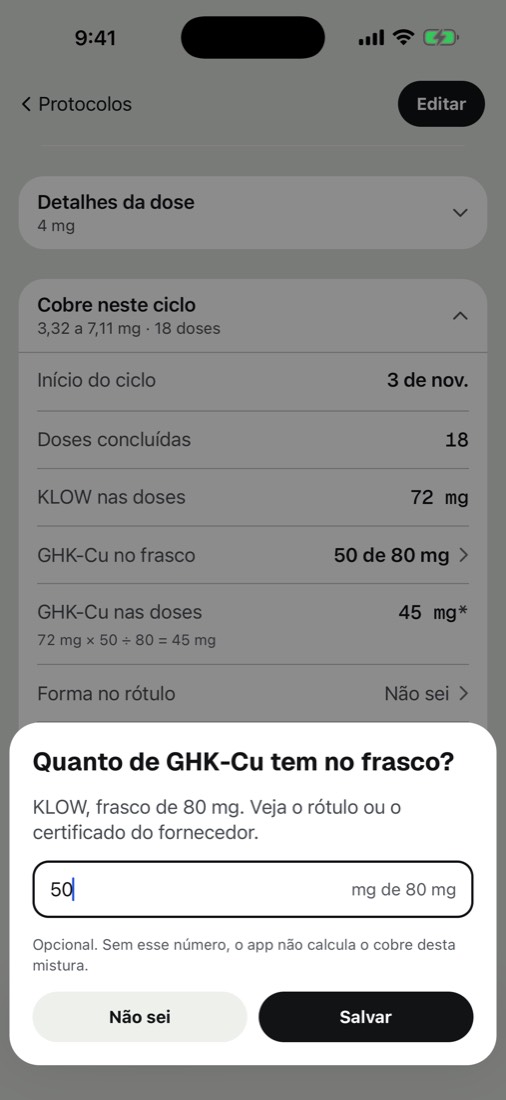 9:41
Protocolos
Editar
Detalhes da dose
4 mg
Cobre neste ciclo
3,32 a 7,11 mg · 18 doses
Início do ciclo 3 de nov.
Doses concluídas 18
KLOW nas doses 72 mg
GHK-Cu no frasco 50 de 80 mg
GHK-Cu nas doses 45 mg*
72 mg × 50 ÷ 80 = 45 mg
Forma no rótulo Não sei
Quanto de GHK-Cu tem no frasco?
KLOW, frasco de 80 mg. Veja o rótulo ou o
certificado do fornecedor.
50 mg de 80 mg
Opcional. Sem esse número, o app não calcula o cobre desta
mistura.
Não sei Salvar